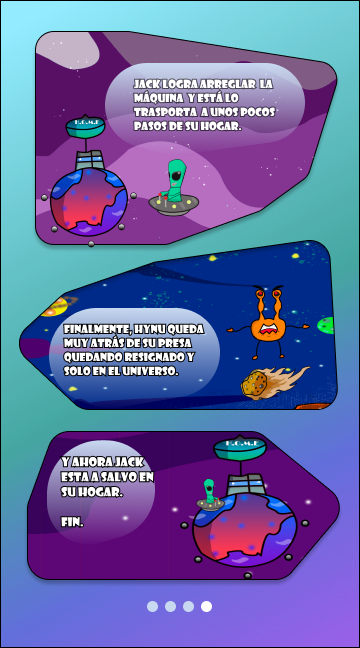 JACK LOGRA ARREGLAR LA
MÁQUINA Y ESTÁ LO
TRASPORTA A UNOS POCOS
PASOS DE SU HOGAR.
FINALMENTE, HYNU QUEDA
MUY ATRÁS DE SU PRESA
QUEDANDO RESIGNADO Y
SOLO EN EL UNIVERSO.
Y AHORA JACK
ESTA A SALVO EN
SU HOGAR.
FIN.